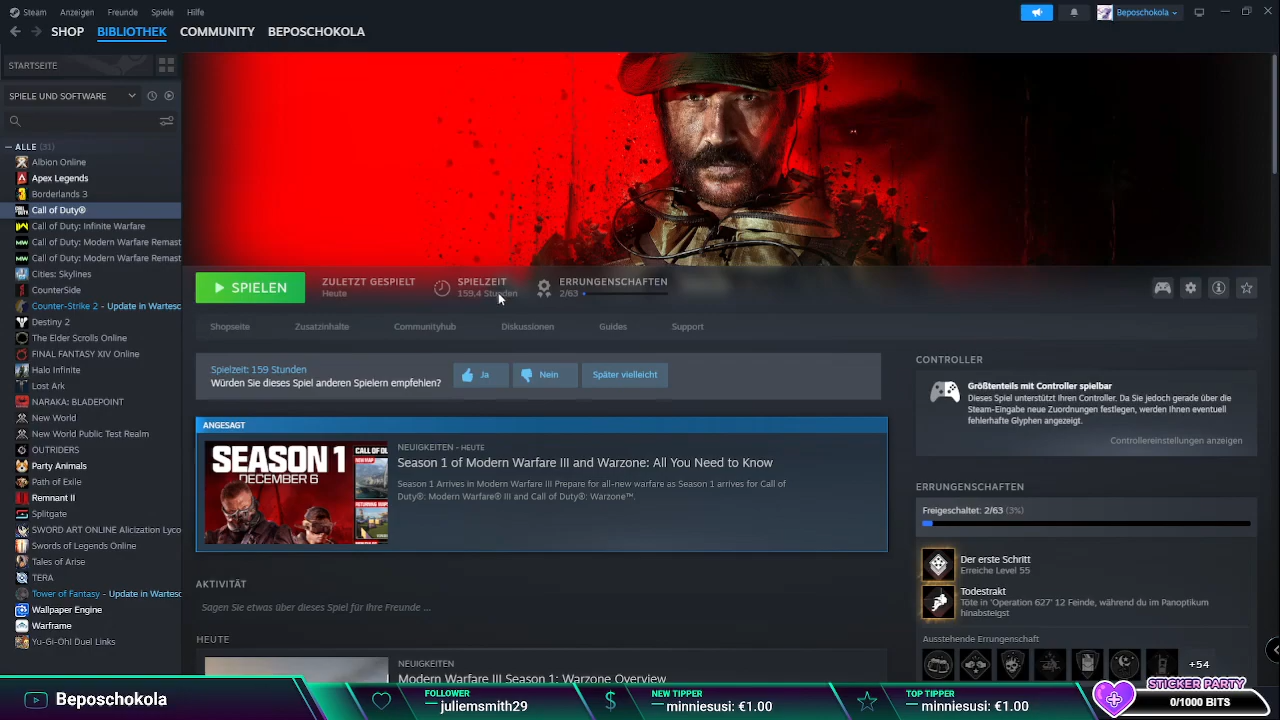 Steam Anzeigen Freunde Spiele Hilfe
Beposchokola
SHOP BIBLIOTHEK COMMUNITY BEPOSCHOKOLA
STARTSEITE
SPIELE UND SOFTWARE
ALLE (31)
Albion Online
Apex Legends
Borderlands 3
Call of Duty®
Call of Duty: Infinite Warfare
Call of Duty: Modern Warfare Remast
Call of Duty: Modern Warfare Remast
Cities: Skylines
CounterSide
Counter-Strike 2 - Update in Wartesc
Destiny 2
The Elder Scrolls Online
FINAL FANTASY XIV Online
Halo Infinite
Lost Ark
NARAKA: BLADEPOINT
New World
New World Public Test Realm
OUTRIDERS
Party Animals
Path of Exile
Remnant II
Splitgate
SWORD ART ONLINE Alicization Lyco
Swords of Legends Online
Tales of Arise
TERA
Tower of Fantasy - Update in Wartesc
Wallpaper Engine
Warframe
Yu-Gi-Oh! Duel Links
SPIELEN
ZULETZT GESPIELT
Heute
SPIELZEIT
159,4 Stunden
ERRUNGENSCHAFTEN
2/63
Shopseite Zusatzinhalte Communityhub Diskussionen Guides Support
Spielzeit: 159 Stunden
Würden Sie dieses Spiel anderen Spielern empfehlen?
Ja Nein Später vielleicht
ANGESAGT
SEASON 1
DECEMBER 6
CALL OF DU
NEUIGKEITEN - HEUTE
Season 1 of Modern Warfare III and Warzone: All You Need to Know
Season 1 Arrives in Modern Warfare III Prepare for all-new warfare as Season 1 arrives for Call of
Duty®: Modern Warfare® III and Call of Duty®: Warzone™.
AKTIVITÄT
Sagen Sie etwas über dieses Spiel für Ihre Freunde ...
HEUTE
NEUIGKEITEN
Modern Warfare III Season 1: Warzone Overview
CONTROLLER
Größtenteils mit Controller spielbar
Dieses Spiel unterstützt Ihren Controller. Da Sie jedoch gerade über die
Steam-Eingabe neue Zuordnungen festlegen, werden Ihnen eventuell
fehlerhafte Glyphen angezeigt.
Controllereinstellungen anzeigen
ERRUNGENSCHAFTEN
Freigeschaltet: 2/63 (3%)
Der erste Schritt
Erreiche Level 55
Todestrakt
Töte in 'Operation 627' 12 Feinde, während du im Panoptikum
hinabsteigst
Ausstehende Errungenschaft
+54
Beposchokola
FOLLOWER
juliemsmith29
NEW TIPPER
minniesusi: €1.00
TOP TIPPER
minniesusi: €1.00
STICKER PARTY
0/1000 BITS